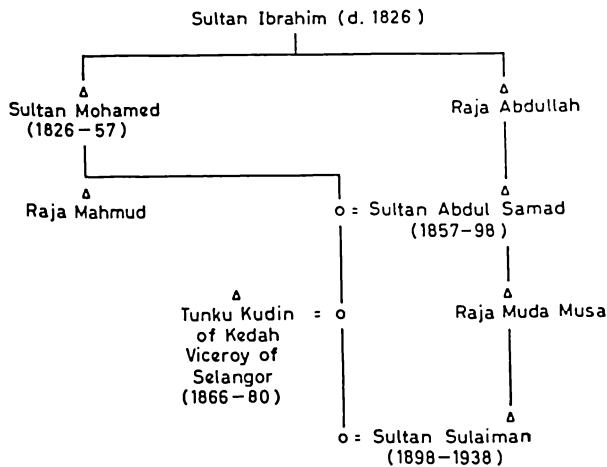 Sultan Ibrahim (d. 1826)
Sultan Mohamed
(1826-57)
Raja Abdullah
Raja Mahmud
= Sultan Abdul Samad
(1857-98)
Tunku Kudin =
of Kedah
Viceroy of
Selangor
(1866-80)
Raja Muda Musa
= Sultan Sulaiman
(1898-1938)